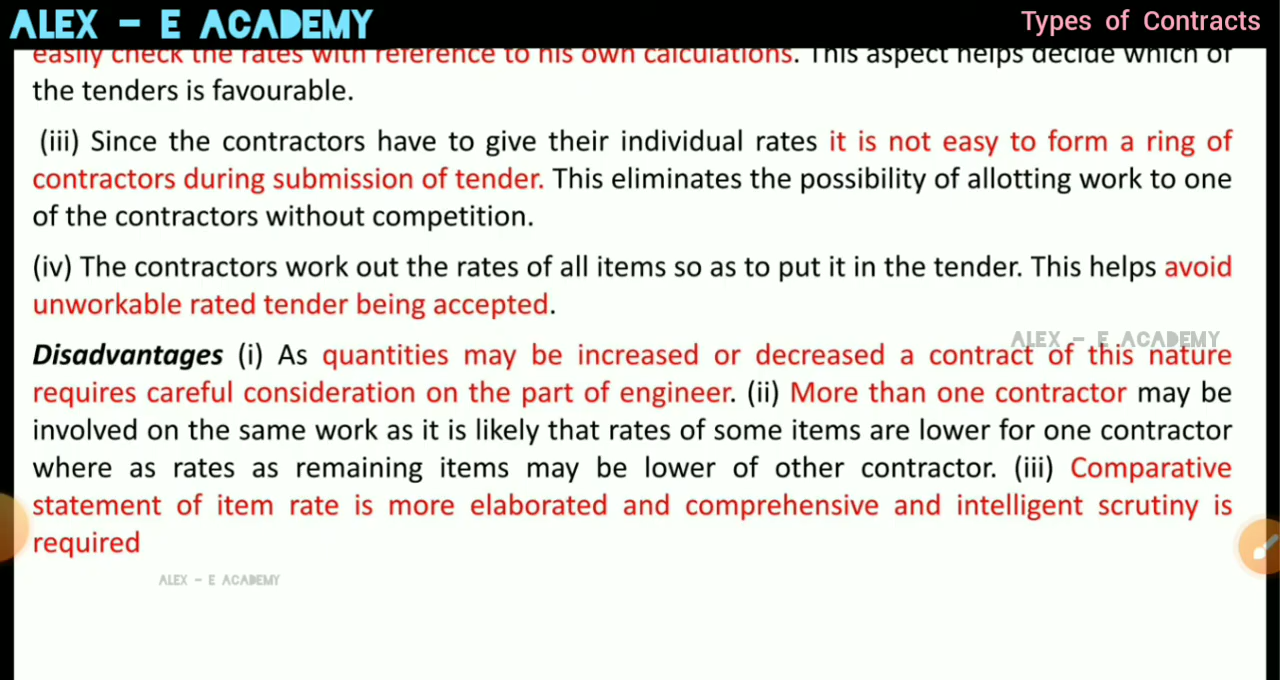 ALEX - E ACADEMY
Types of Contracts
easily check the rates with reference to his own calculations. This aspect helps decide which of
the tenders is favourable.
(iii) Since the contractors have to give their individual rates it is not easy to form a ring of
contractors during submission of tender. This eliminates the possibility of allotting work to one
of the contractors without competition.
(iv) The contractors work out the rates of all items so as to put it in the tender. This helps avoid
unworkable rated tender being accepted.
ALEX - E ACADEMY
Disadvantages (i) As quantities may be increased or decreased a contract of this nature
requires careful consideration on the part of engineer. (ii) More than one contractor may be
involved on the same work as it is likely that rates of some items are lower for one contractor
where as rates as remaining items may be lower of other contractor. (iii) Comparative
statement of item rate is more elaborated and comprehensive and intelligent scrutiny is
required
ALEX - E ACADEMY